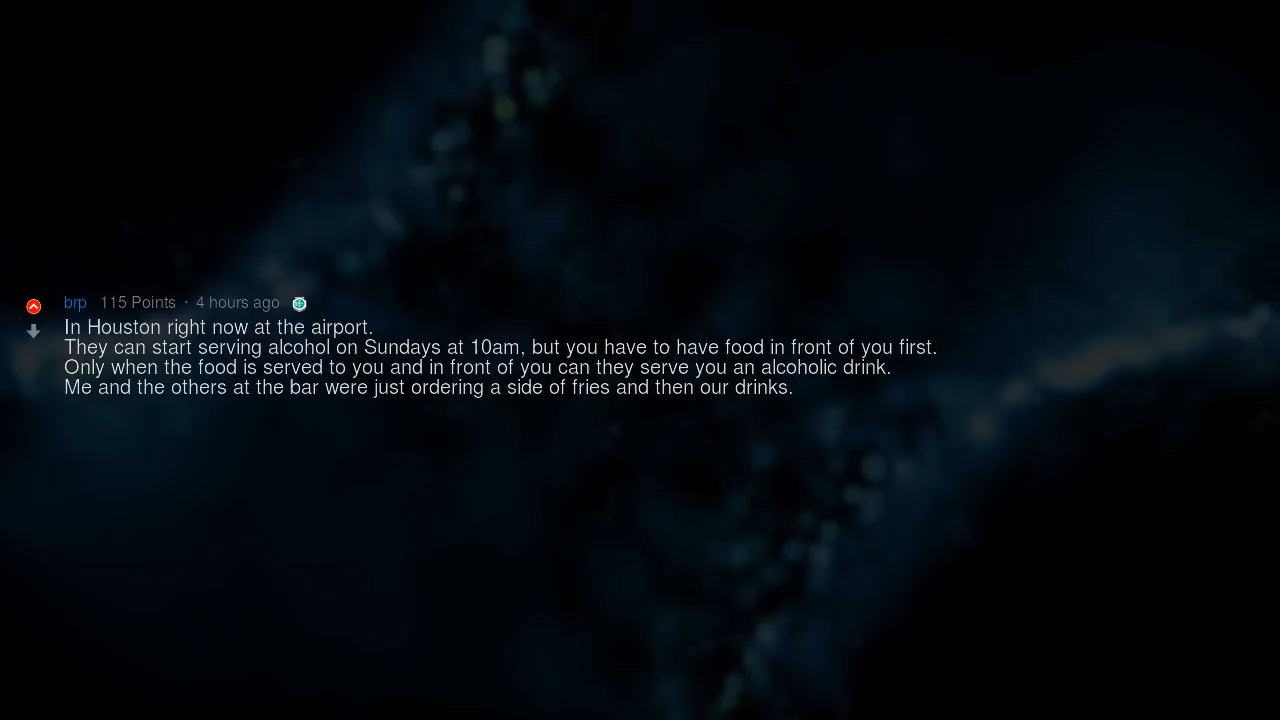 brp 115 Points · 4 hours ago
In Houston right now at the airport.
They can start serving alcohol on Sundays at 10am, but you have to have food in front of you first.
Only when the food is served to you and in front of you can they serve you an alcoholic drink.
Me and the others at the bar were just ordering a side of fries and then our drinks.